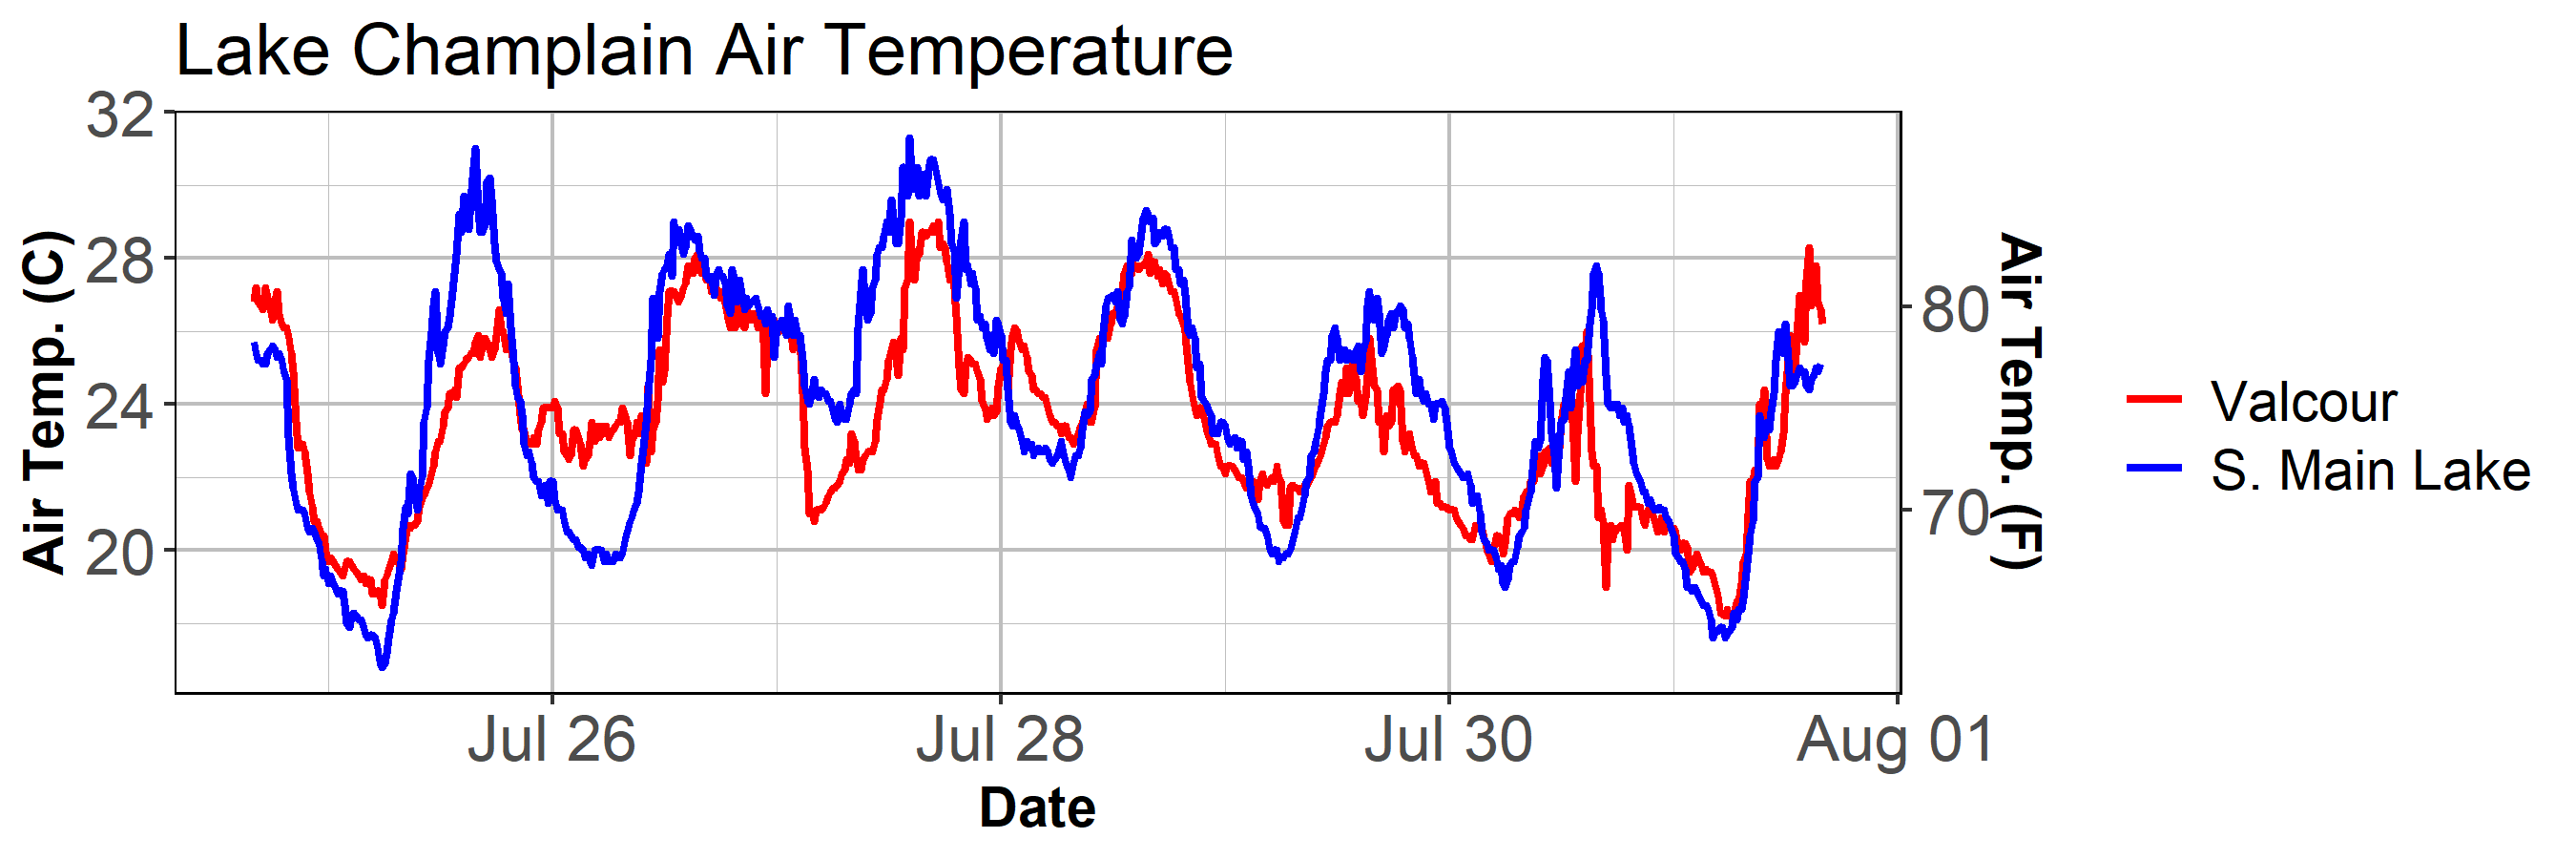 Lake Champlain Air Temperature
Air Temp. (C)
32
28
24
20
Air Temp. (F)
80
70
Jul 26
Jul 28
Jul 30
Aug 01
Date
Valcour
S. Main Lake